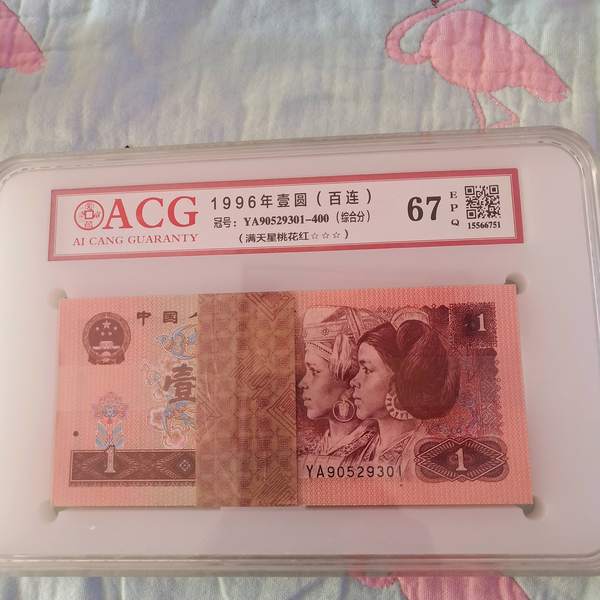 ACG
AI CANG GUARANTY
1996年壹圆（百连）
冠号：YA90529301-400（综合分）
（满天星桃花红☆☆☆）
67
EPQ
15566751
中国人
1
壹
YA90529301
1
1